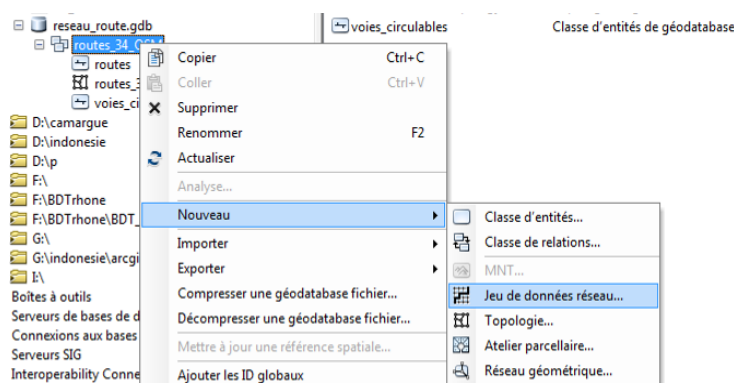 reseau_route.gdb
routes_34_OSM
routes
routes_3
voies_ci
D:\camargue
D:\indonesie
D:\p
F:\
F:\BDTrhone
F:\BDTrhone\BDT_
G:\
G:\indonesie\arcgi
I:\
Boîtes à outils
Serveurs de bases de d
Connexions aux bases
Serveurs SIG
Interoperability Conne
Copier Ctrl+C
Coller Ctrl+V
Supprimer
Renommer F2
Actualiser
Analyse...
Nouveau
Importer
Exporter
Compresser une géodatabase fichier...
Décompresser une géodatabase fichier...
Mettre à jour une référence spatiale...
Ajouter les ID globaux
voies_circulables Classe d'entités de géodatabase
Classe d'entités...
Classe de relations...
MNT...
Jeu de données réseau...
Topologie...
Atelier parcellaire...
Réseau géométrique...